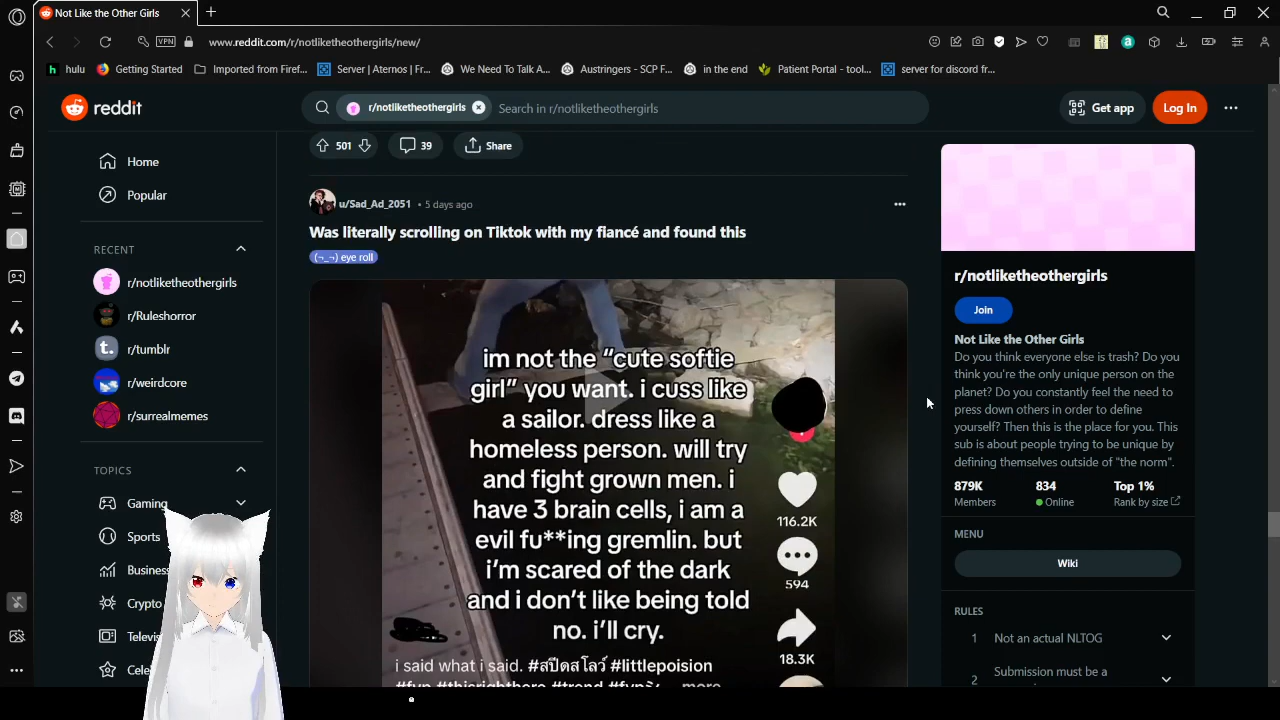 Not Like the Other Girls
VPN www.reddit.com/r/notliketheothergirls/new/
hulu Getting Started Imported from Firef... Server | Aternos | Fr... We Need To Talk A... Austringers - SCP F... in the end Patient Portal - tool... server for discord fr...
reddit r/notliketheothergirls Search in r/notliketheothergirls Get app Log In
501 39 Share
Home
Popular
RECENT
r/notliketheothergirls
r/Ruleshorror
r/tumblr
r/weirdcore
r/surrealmemes
TOPICS
Gaming
Sports
Business
Crypto
u/Sad_Ad_2051 • 5 days ago
Was literally scrolling on Tiktok with my fiancé and found this
(¬_¬) eye roll
im not the “cute softie
girl” you want. i cuss like
a sailor. dress like a
homeless person. will try
and fight grown men. i
have 3 brain cells, i am a
evil fu**ing gremlin. but
i’m scared of the dark
and i don’t like being told
no. i’ll cry.
116.2K
594
18.3K
i said what i said. #สปีดสโลว์ #littlepoision
r/notliketheothergirls
Join
Not Like the Other Girls
Do you think everyone else is trash? Do you
think you're the only unique person on the
planet? Do you constantly feel the need to
press down others in order to define
yourself? Then this is the place for you. This
sub is about people trying to be unique by
defining themselves outside of "the norm".
879K 834 Top 1%
Members Online Rank by size
MENU
Wiki
RULES
1 Not an actual NLTOG
2 Submission must be a